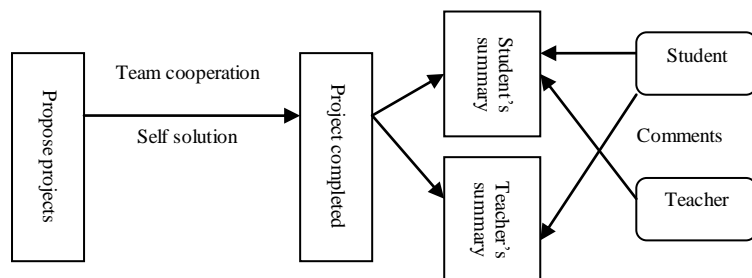 Propose projects
Team cooperation
Self solution
Project completed
Student's
summary
Teacher's
summary
Student
Comments
Teacher